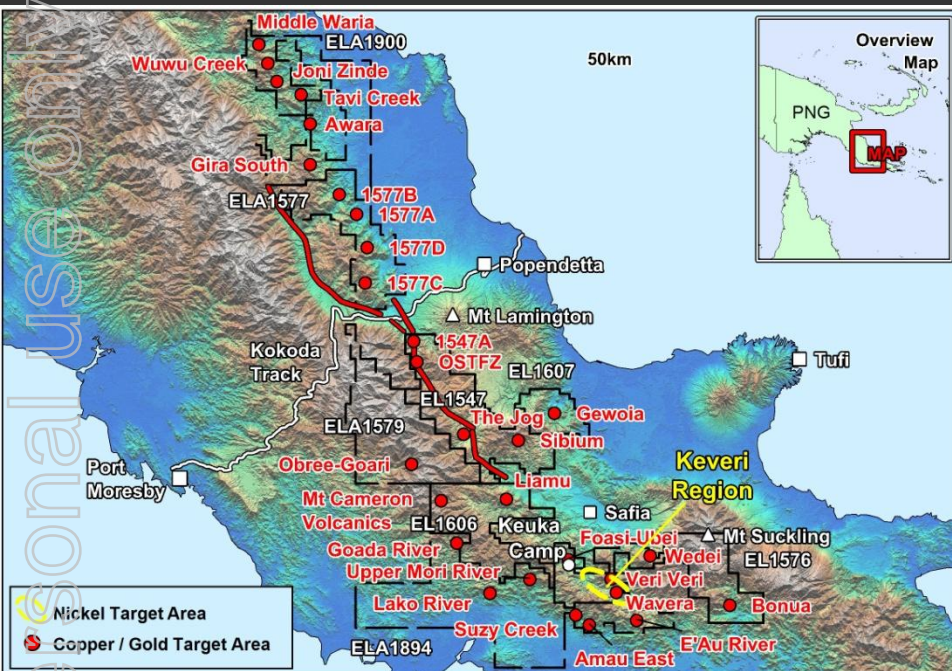 Middle Waria
ELA1900
Wuwu Creek
Joni Zinde
Tavi Creek
Awara
Gira South
ELA1577
1577B
1577A
1577D
1577C
50km
Overview
Map
PNG
MAP
Popendetta
Mt Lamington
Kokoda
Track
1547A
OSTFZ
EL1607
Tufi
EL1547
ELA1579
The Jog
Gewoia
Sibium
Obree-Goari
Port
Moresby
Liamu
Keveri
Region
Mt Cameron
Volcanics
EL1606
Keuka
Camp
Safia
Foasi-Ubei
Mt Suckling
EL1576
Wedei
Goada River
Upper Mori River
Veri Veri
Lako River
Wavera
Bonua
Suzy Creek
E'Au River
Amau East
ELA1894
Nickel Target Area
Copper / Gold Target Area
ersonal use only